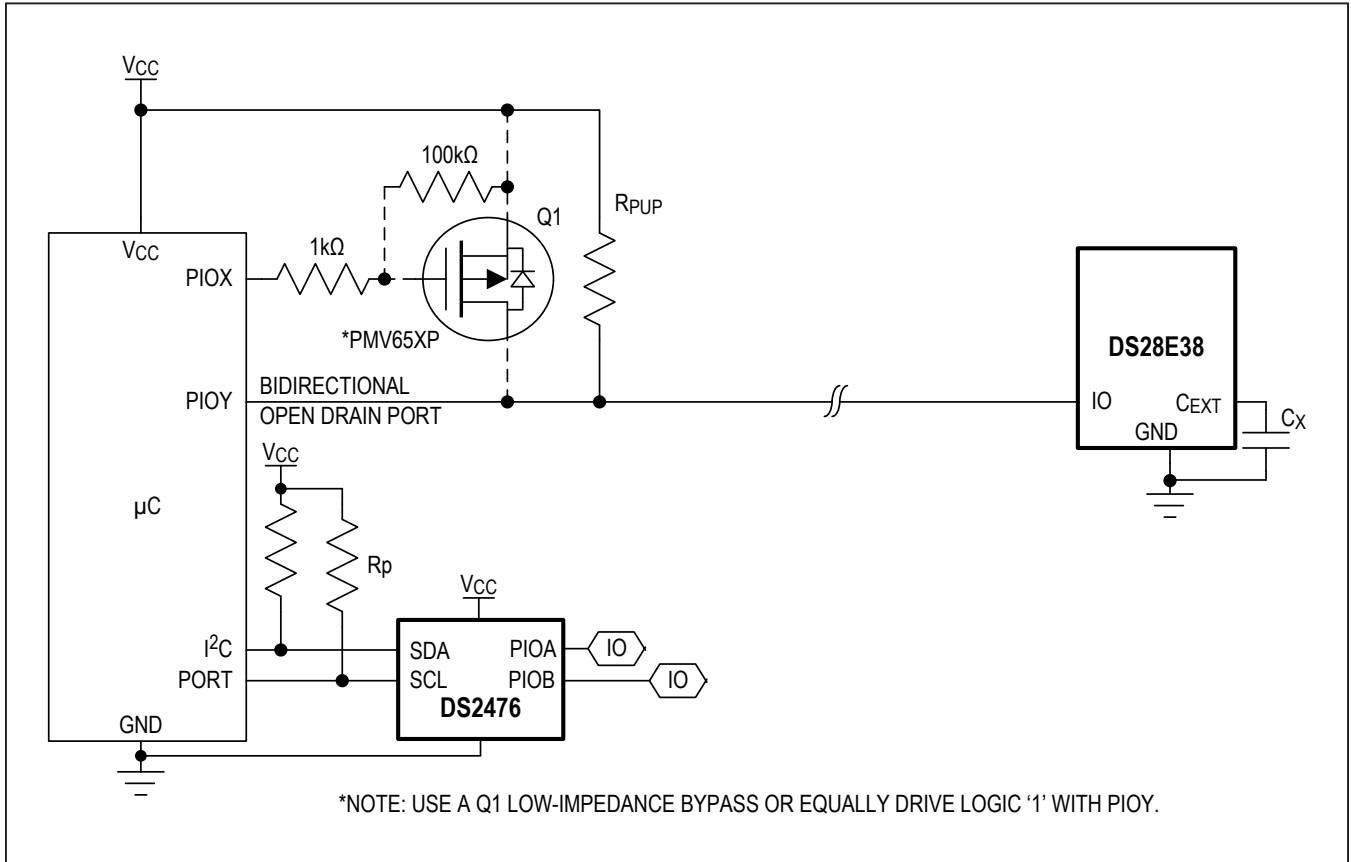 VCC
100kΩ
Q1
RPUP
1kΩ
VCC
PIOX
*PMV65XP
DS28E38
PIOY
BIDIRECTIONAL
OPEN DRAIN PORT
IO
CEXT
CX
GND
VCC
µC
Rp
VCC
I²C
SDA
PIOA
IO
PORT
SCL
PIOB
IO
DS2476
GND
*NOTE: USE A Q1 LOW-IMPEDANCE BYPASS OR EQUALLY DRIVE LOGIC ‘1’ WITH PIOY.